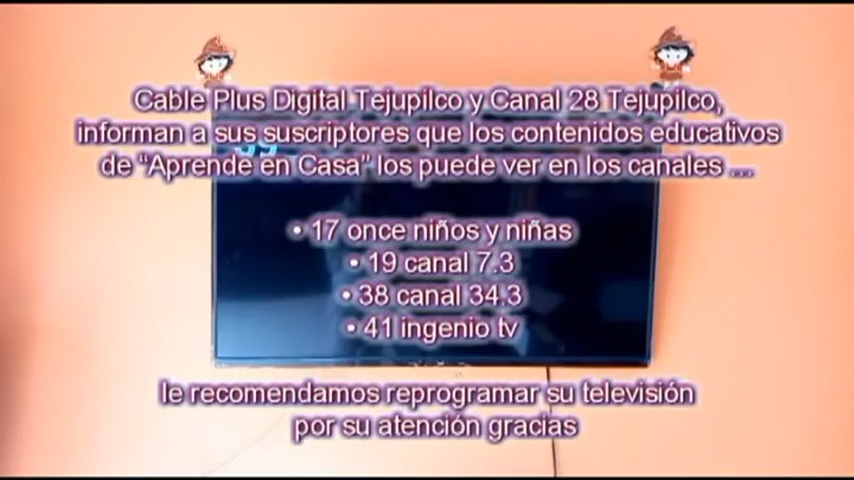 Cable Plus Digital Tejupilco y Canal 28 Tejupilco,
informan a sus suscriptores que los contenidos educativos
de “Aprende en Casa” los puede ver en los canales ...
• 17 once niños y niñas
• 19 canal 7.3
• 38 canal 34.3
• 41 ingenio tv
le recomendamos reprogramar su televisión
por su atención gracias